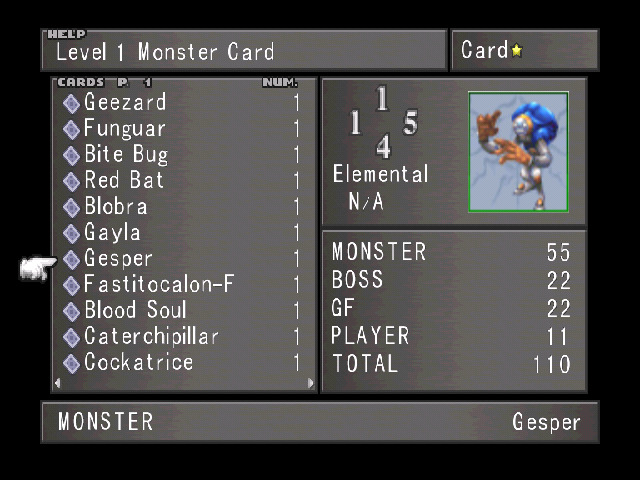 HELP
Level 1 Monster Card
Card
CARDS P. 1 NUM.
Geezard 1
Funguar 1
Bite Bug 1
Red Bat 1
Blobra 1
Gayla 1
Gesper 1
Fastitocalon-F 1
Blood Soul 1
Caterchipillar 1
Cockatrice 1
1
1 5
4
Elemental
N/A
MONSTER 55
BOSS 22
GF 22
PLAYER 11
TOTAL 110
MONSTER Gesper